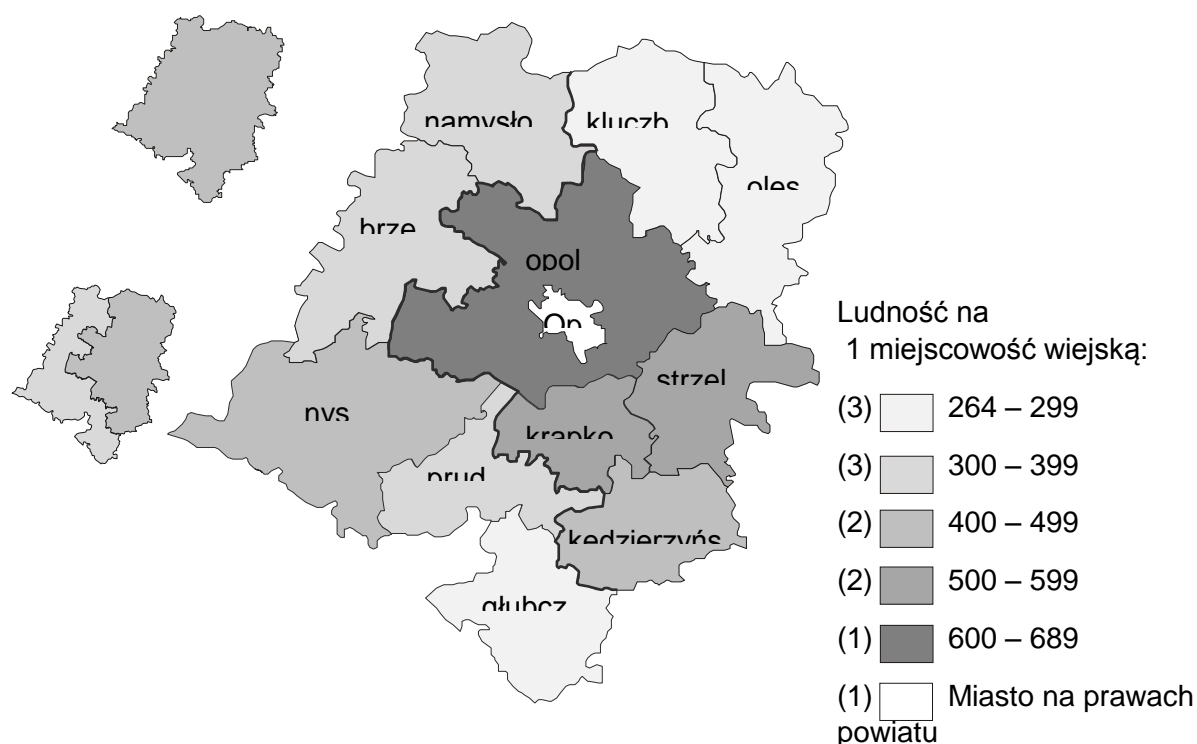 namysło
kluczb
oles
brze
opol
Op
strzel
nys
krapko
prud
kędzierzyńs
głubcz
Ludność na
1 miejscowość wiejską:
(3) 264 – 299
(3) 300 – 399
(2) 400 – 499
(2) 500 – 599
(1) 600 – 689
(1) Miasto na prawach
powiatu